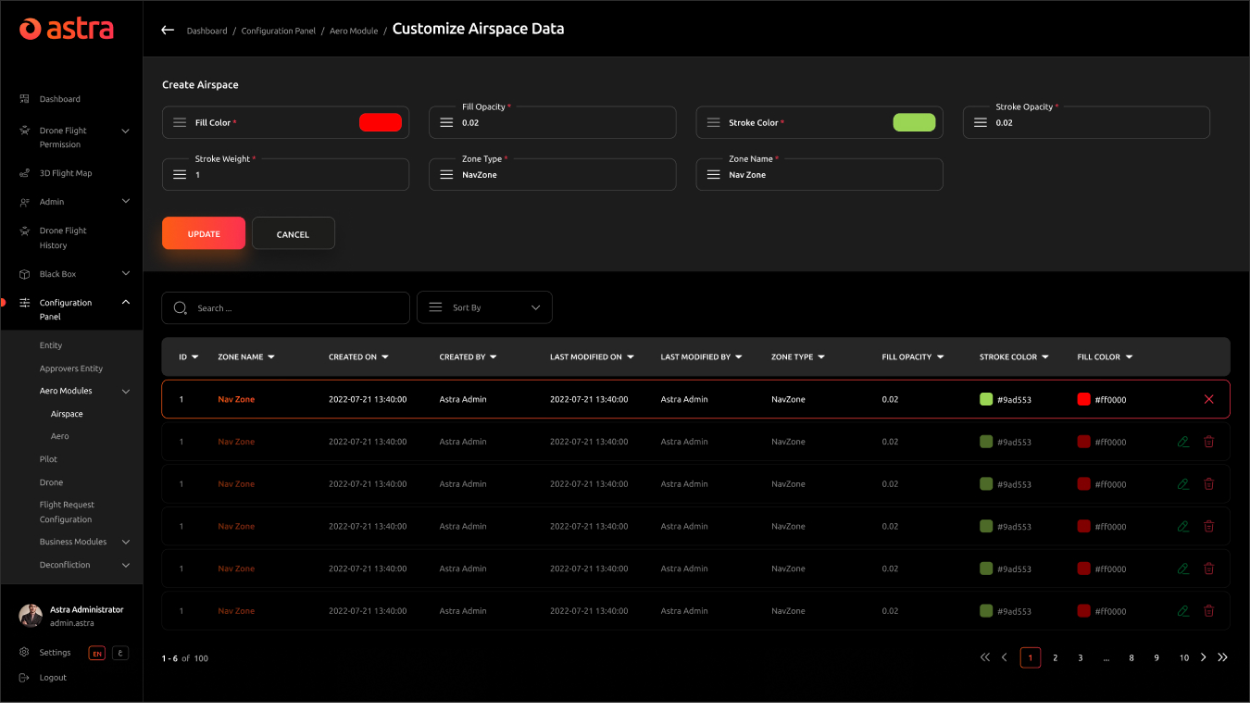 astra
Dashboard
Drone Flight
Permission
3D Flight Map
Admin
Drone Flight
History
Black Box
Configuration
Panel
Entity
Approvers Entity
Aero Modules
Airspace
Aero
Pilot
Drone
Flight Request
Configuration
Business Modules
Deconfliction
Astra Administrator
admin.astra
Settings EN ع
Logout
Dashboard / Configuration Panel / Aero Module / Customize Airspace Data
Create Airspace
Fill Color *
Fill Opacity *
0.02
Stroke Color *
Stroke Opacity *
0.02
Stroke Weight *
1
Zone Type *
NavZone
Zone Name *
Nav Zone
UPDATE CANCEL
Search ... Sort By
ID ZONE NAME CREATED ON CREATED BY LAST MODIFIED ON LAST MODIFIED BY ZONE TYPE FILL OPACITY STROKE COLOR FILL COLOR
1 Nav Zone 2022-07-21 13:40:00 Astra Admin 2022-07-21 13:40:00 Astra Admin NavZone 0.02 #9ad553 #ff0000
1 Nav Zone 2022-07-21 13:40:00 Astra Admin 2022-07-21 13:40:00 Astra Admin NavZone 0.02 #9ad553 #ff0000
1 Nav Zone 2022-07-21 13:40:00 Astra Admin 2022-07-21 13:40:00 Astra Admin NavZone 0.02 #9ad553 #ff0000
1 Nav Zone 2022-07-21 13:40:00 Astra Admin 2022-07-21 13:40:00 Astra Admin NavZone 0.02 #9ad553 #ff0000
1 Nav Zone 2022-07-21 13:40:00 Astra Admin 2022-07-21 13:40:00 Astra Admin NavZone 0.02 #9ad553 #ff0000
1 Nav Zone 2022-07-21 13:40:00 Astra Admin 2022-07-21 13:40:00 Astra Admin NavZone 0.02 #9ad553 #ff0000
1 - 6 of 100
1 2 3 ... 8 9 10